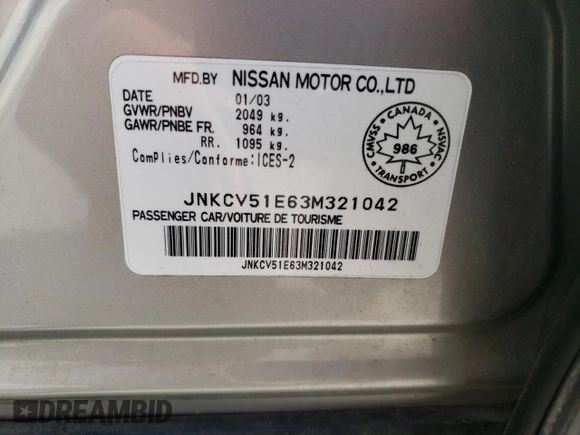 MFD.BY NISSAN MOTOR CO.,LTD
DATE 01/03
GVWR/PNBV 2049 kg.
GAWR/PNBE FR. 964 kg.
RR. 1095 kg.
ComPlies/Conforme:ICES-2
CANADA
CMVSS
NSVAC
986
TRANSPORT
JNKCV51E63M321042
PASSENGER CAR/VOITURE DE TOURISME
JNKCV51E63M321042
DREAMBID